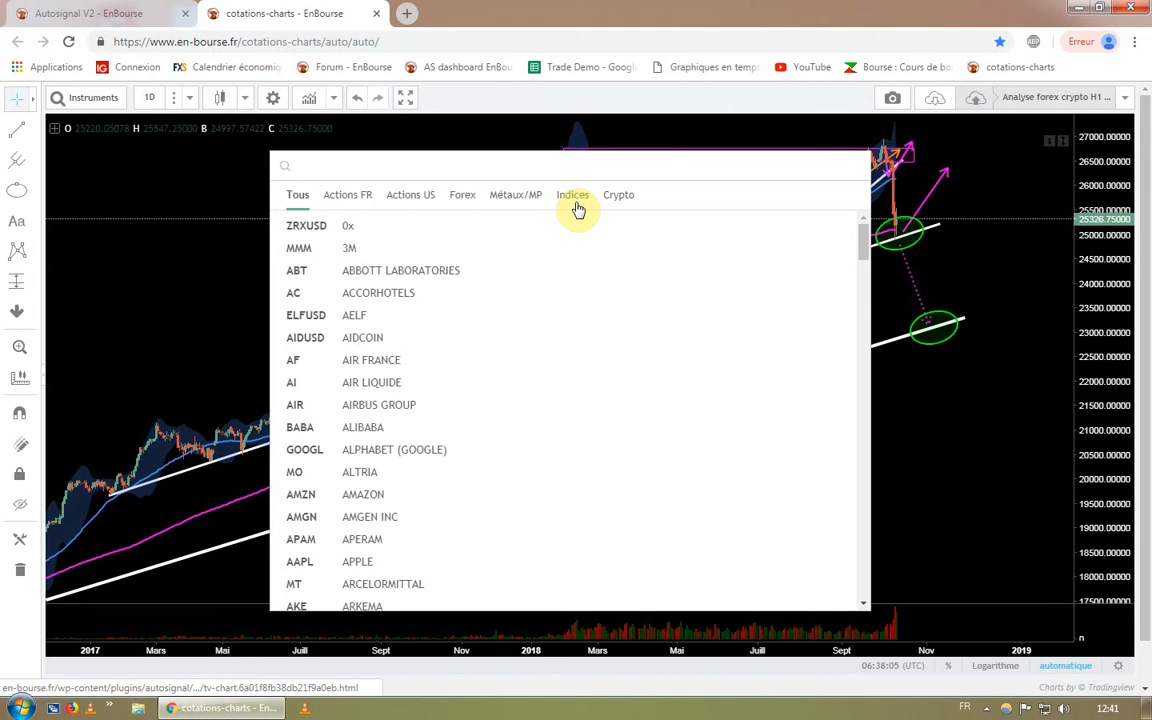 Autosignal V2 - EnBourse
cotations-charts - EnBourse
https://www.en-bourse.fr/cotations-charts/auto/auto/
ABP
Erreur
Applications
IG Connexion
FXS Calendrier économiq
Forum - EnBourse
AS dashboard EnBou
Trade Demo - Googl
Graphiques en temps
YouTube
Bourse : Cours de bo
cotations-charts
Instruments
1D
Analyse forex crypto H1 ...
O 25220.05078 H 25547.25000 B 24997.57422 C 25326.75000
Tous
Actions FR
Actions US
Forex
Métaux/MP
Indices
Crypto
ZRXUSD 0x
MMM 3M
ABT ABBOTT LABORATORIES
AC ACCORHOTELS
ELFUSD AELF
AIDUSD AIDCOIN
AF AIR FRANCE
AI AIR LIQUIDE
AIR AIRBUS GROUP
BABA ALIBABA
GOOGL ALPHABET (GOOGLE)
MO ALTRIA
AMZN AMAZON
AMGN AMGEN INC
APAM APERAM
AAPL APPLE
MT ARCELORMITTAL
AKE ARKEMA
Aa
27000.00000
26500.00000
26000.00000
25500.00000
25326.75000
25000.00000
24500.00000
24000.00000
23500.00000
23000.00000
22500.00000
22000.00000
21500.00000
21000.00000
20500.00000
20000.00000
19500.00000
19000.00000
18500.00000
18000.00000
17500.00000
n
2017 Mars Mai Juill Sept Nov 2018 Mars Mai Juill Sept Nov 2019
06:38:05 (UTC) % Logarithme automatique
en-bourse.fr/wp-content/plugins/autosignal/.../tv-chart.6a01f8fb38db21f9a0eb.html
Charts by © Tradingview
cotations-charts - En...
FR
12:41